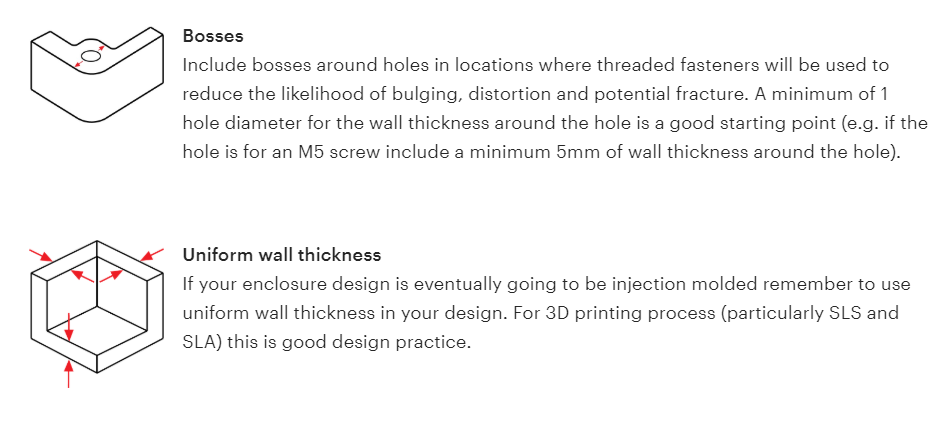 Bosses
Include bosses around holes in locations where threaded fasteners will be used to
reduce the likelihood of bulging, distortion and potential fracture. A minimum of 1
hole diameter for the wall thickness around the hole is a good starting point (e.g. if the
hole is for an M5 screw include a minimum 5mm of wall thickness around the hole).
Uniform wall thickness
If your enclosure design is eventually going to be injection molded remember to use
uniform wall thickness in your design. For 3D printing process (particularly SLS and
SLA) this is good design practice.